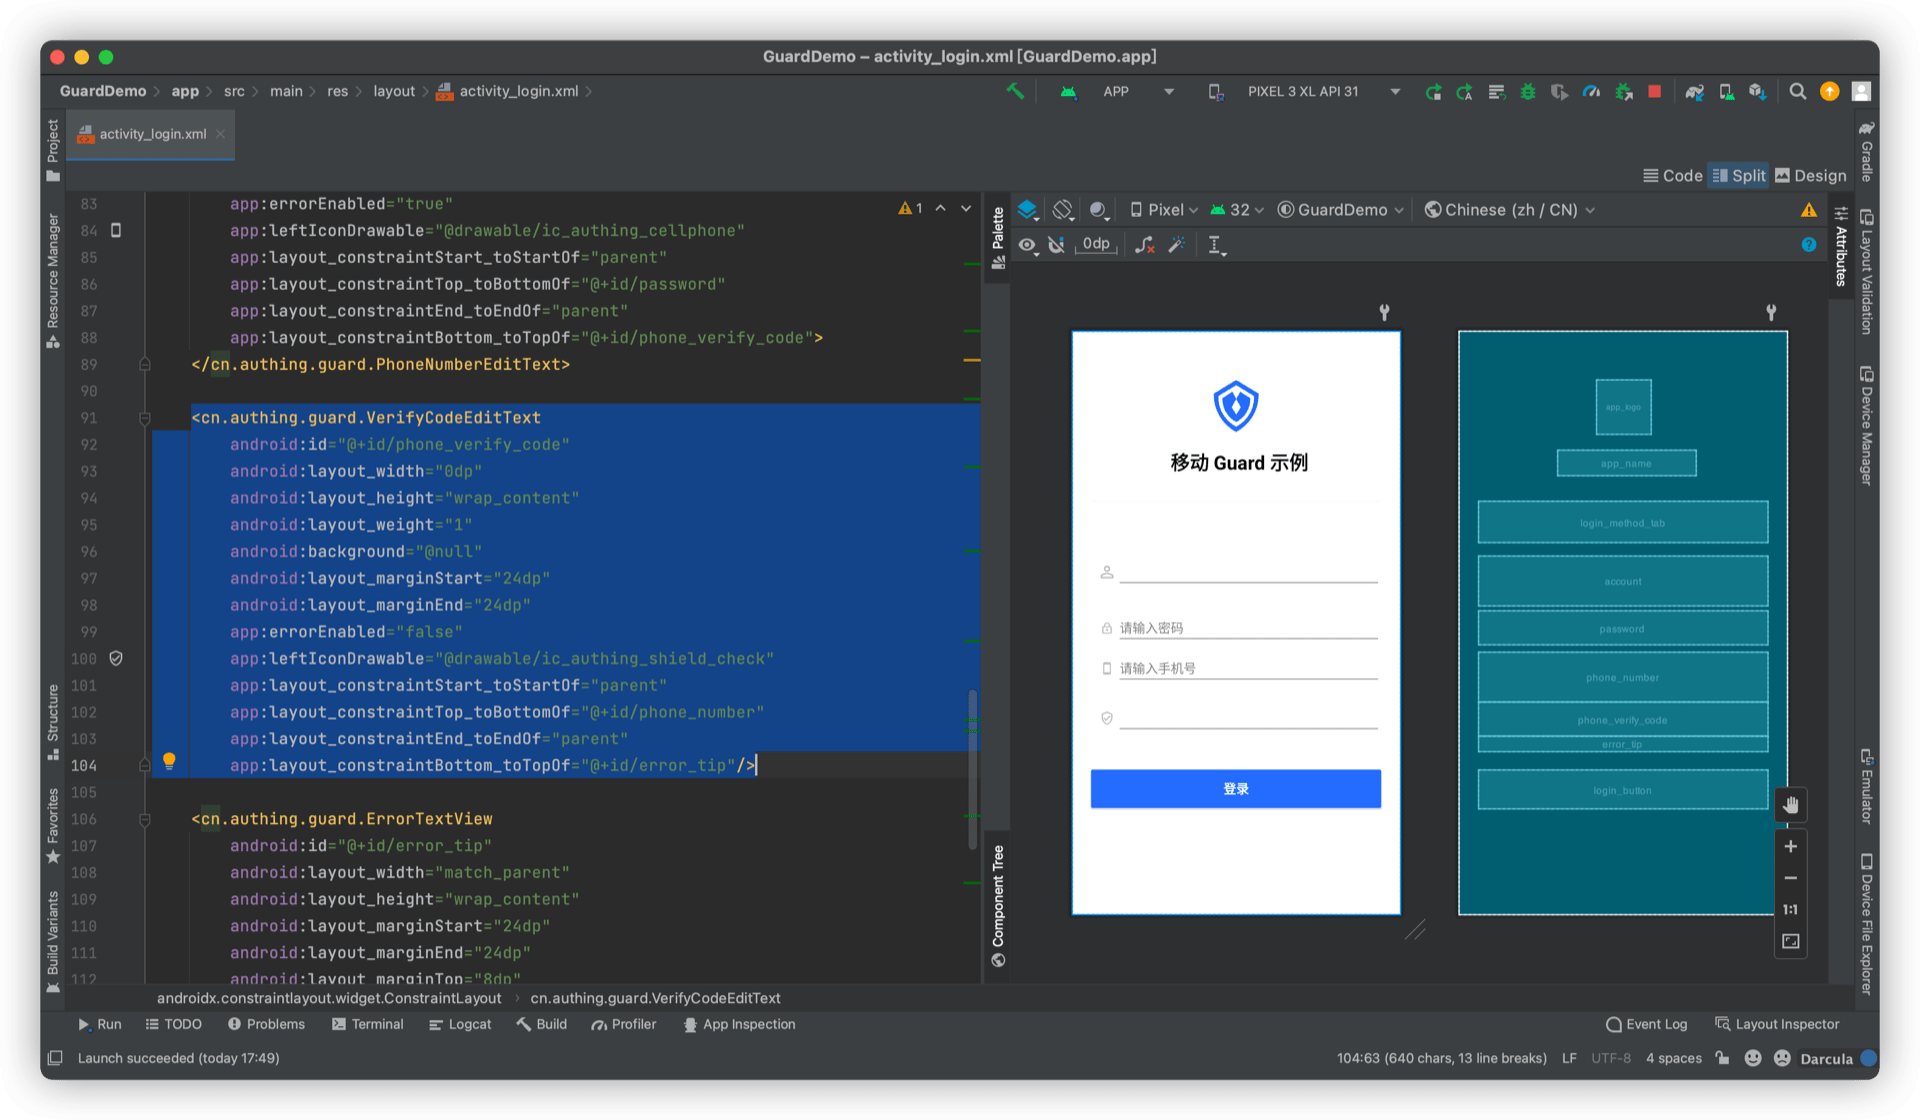 GuardDemo – activity_login.xml [GuardDemo.app]
GuardDemo app src main res layout activity_login.xml
APP PIXEL 3 XL API 31
Project
Resource Manager
Structure
Favorites
Build Variants
activity_login.xml
Code Split Design
83 app:errorEnabled="true"
84 app:leftIconDrawable="@drawable/ic_authing_cellphone"
85 app:layout_constraintStart_toStartOf="parent"
86 app:layout_constraintTop_toBottomOf="@+id/password"
87 app:layout_constraintEnd_toEndOf="parent"
88 app:layout_constraintBottom_toTopOf="@+id/phone_verify_code">
89 </cn.authing.guard.PhoneNumberEditText>
90
91 <cn.authing.guard.VerifyCodeEditText
92 android:id="@+id/phone_verify_code"
93 android:layout_width="0dp"
94 android:layout_height="wrap_content"
95 android:layout_weight="1"
96 android:background="@null"
97 android:layout_marginStart="24dp"
98 android:layout_marginEnd="24dp"
99 app:errorEnabled="false"
100 app:leftIconDrawable="@drawable/ic_authing_shield_check"
101 app:layout_constraintStart_toStartOf="parent"
102 app:layout_constraintTop_toBottomOf="@+id/phone_number"
103 app:layout_constraintEnd_toEndOf="parent"
104 app:layout_constraintBottom_toTopOf="@+id/error_tip"/>
105
106 <cn.authing.guard.ErrorTextView
107 android:id="@+id/error_tip"
108 android:layout_width="match_parent"
109 android:layout_height="wrap_content"
110 android:layout_marginStart="24dp"
111 android:layout_marginEnd="24dp"
112 android:layout_marginTop="8dp"
1
Palette
Component Tree
Pixel 32 GuardDemo Chinese (zh / CN)
0dp
移动 Guard 示例
请输入密码
请输入手机号
登录
app_logo
app_name
login_method_tab
account
password
phone_number
phone_verify_code
error_tip
login_button
1:1
Attributes
Gradle
Layout Validation
Device Manager
Emulator
Device File Explorer
androidx.constraintlayout.widget.ConstraintLayout cn.authing.guard.VerifyCodeEditText
Run TODO Problems Terminal Logcat Build Profiler App Inspection Event Log Layout Inspector
Launch succeeded (today 17:49) 104:63 (640 chars, 13 line breaks) LF UTF-8 4 spaces Darcula